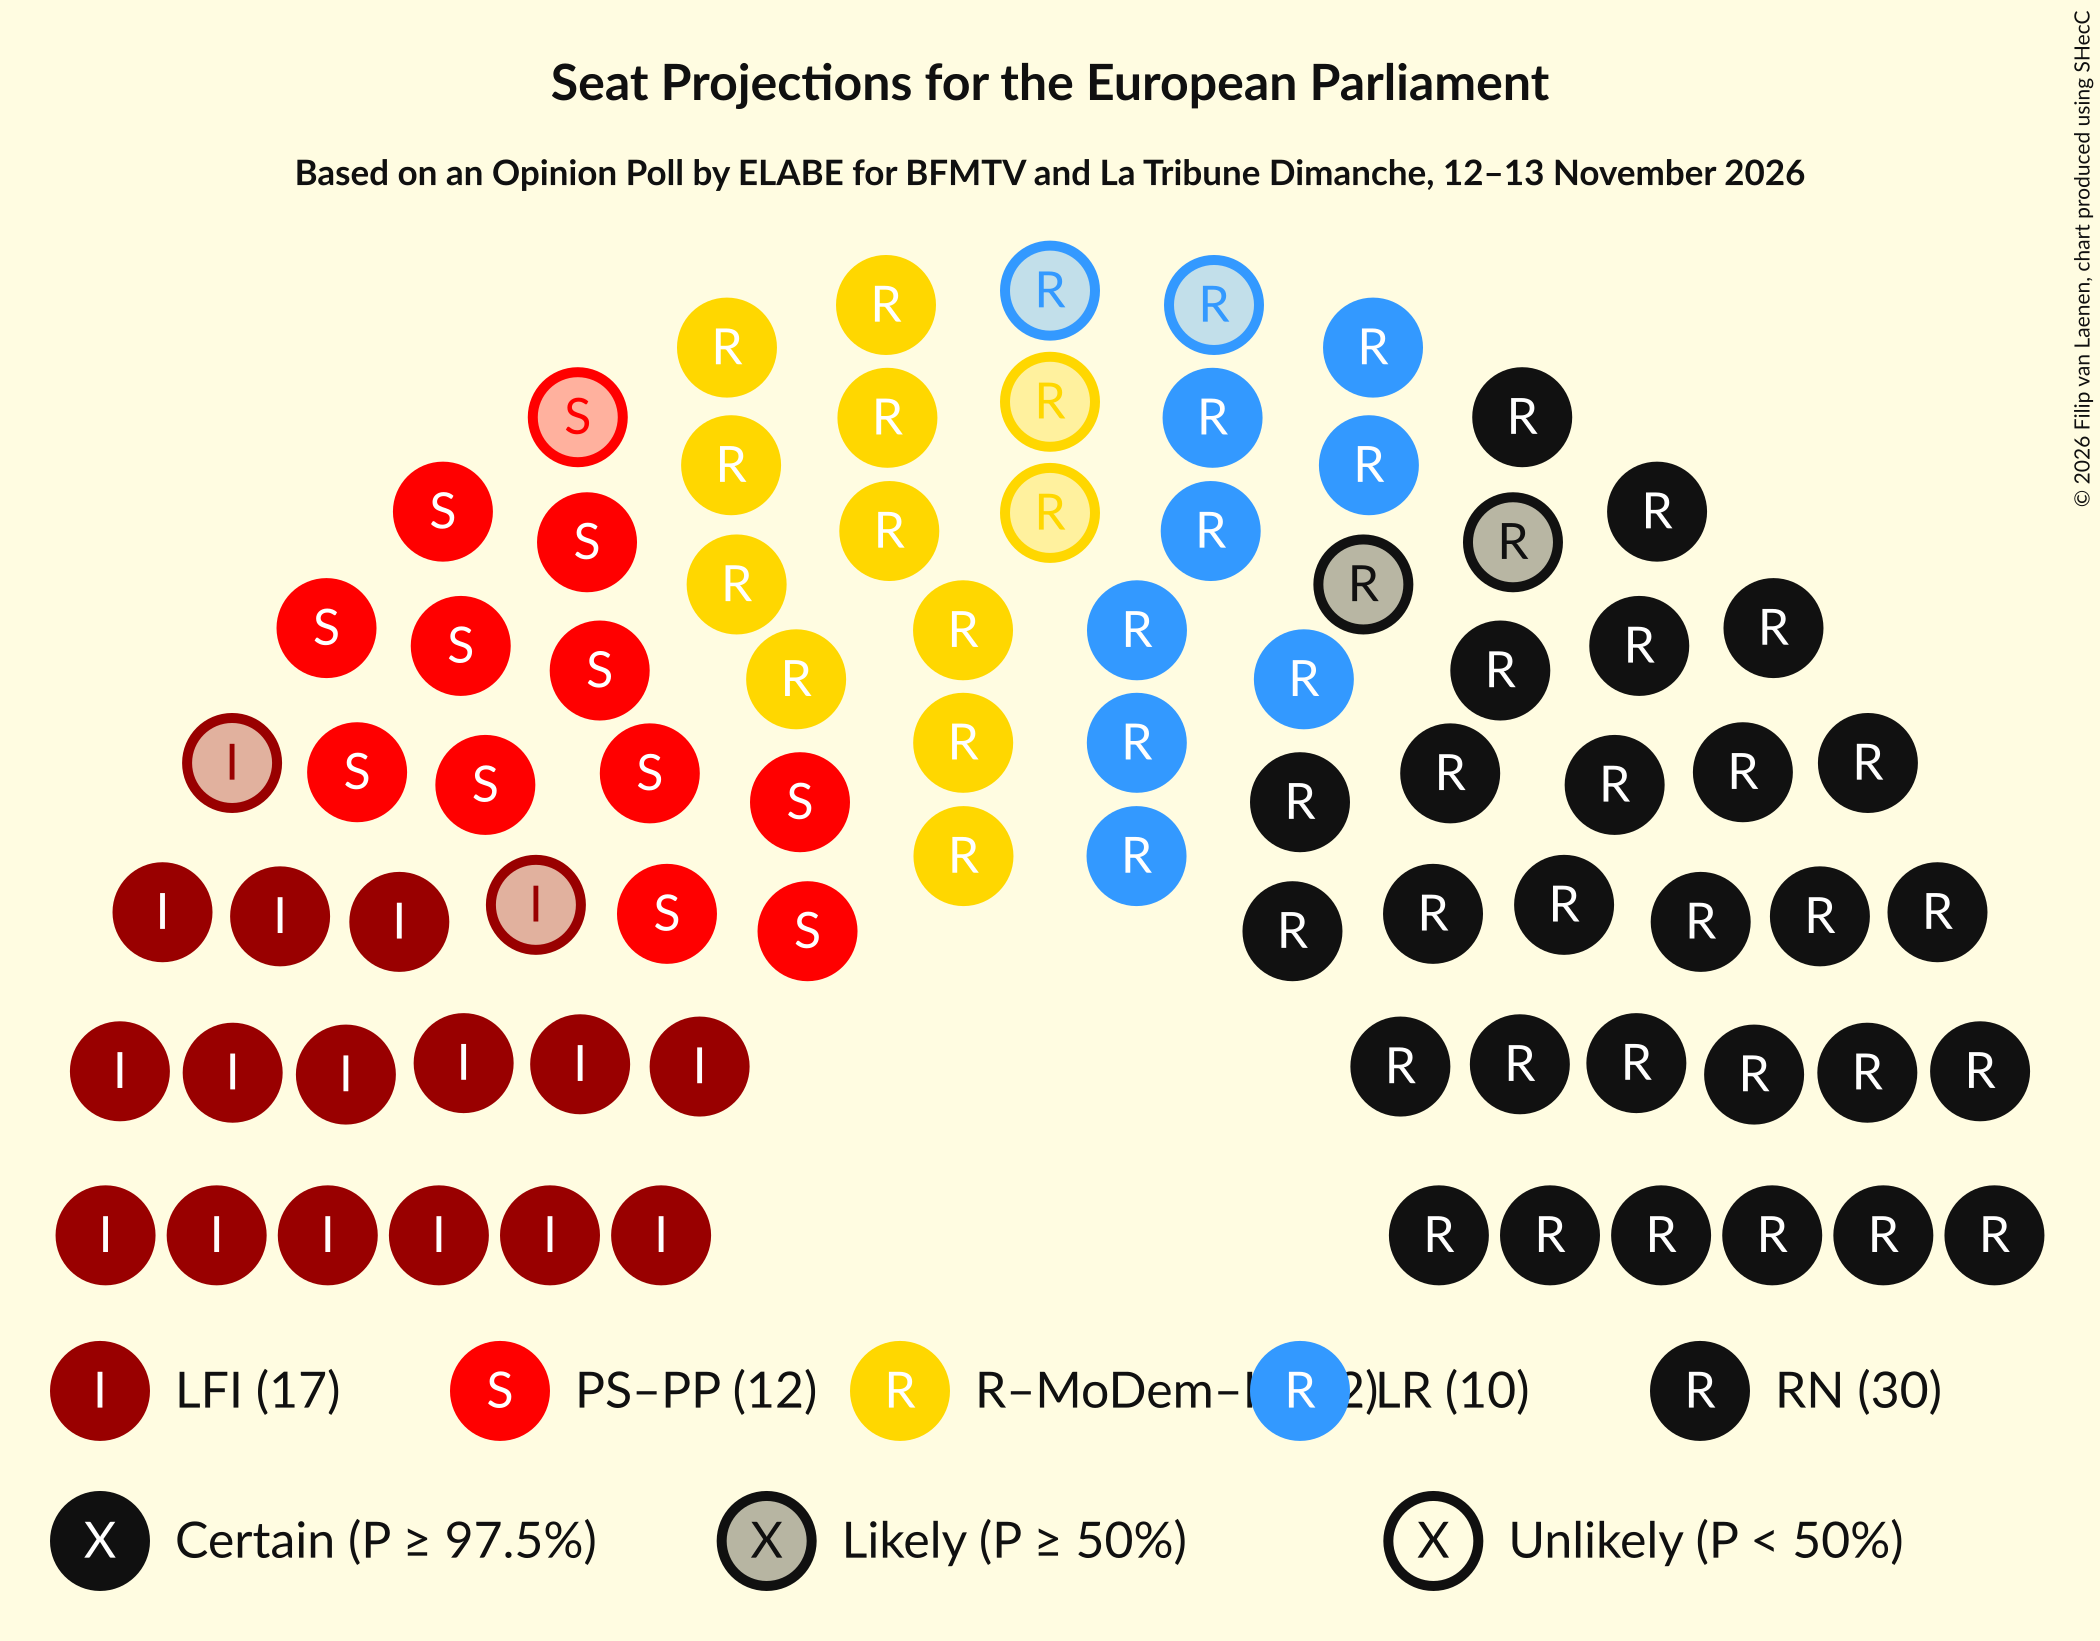 Seat Projections for the European Parliament
Based on an Opinion Poll by ELABE for BFMTV and La Tribune Dimanche, 12–13 November 2026
© 2026 Filip van Laenen, chart produced using SHecC
R R R
R R
S R R R R
R R
S R R
S R R R
R R
S R R R
S R
S R R R
R R
I S S R R R
S S R R
R R
I I I I S S R R R R R R
I I I I I I R R R R R R
I I I I I I R R R R R R
I LFI (17) S PS–PP (12) R R–MoDem– 2) R LR (10) R RN (30)
X Certain (P ≥ 97.5%) X Likely (P ≥ 50%) X Unlikely (P < 50%)